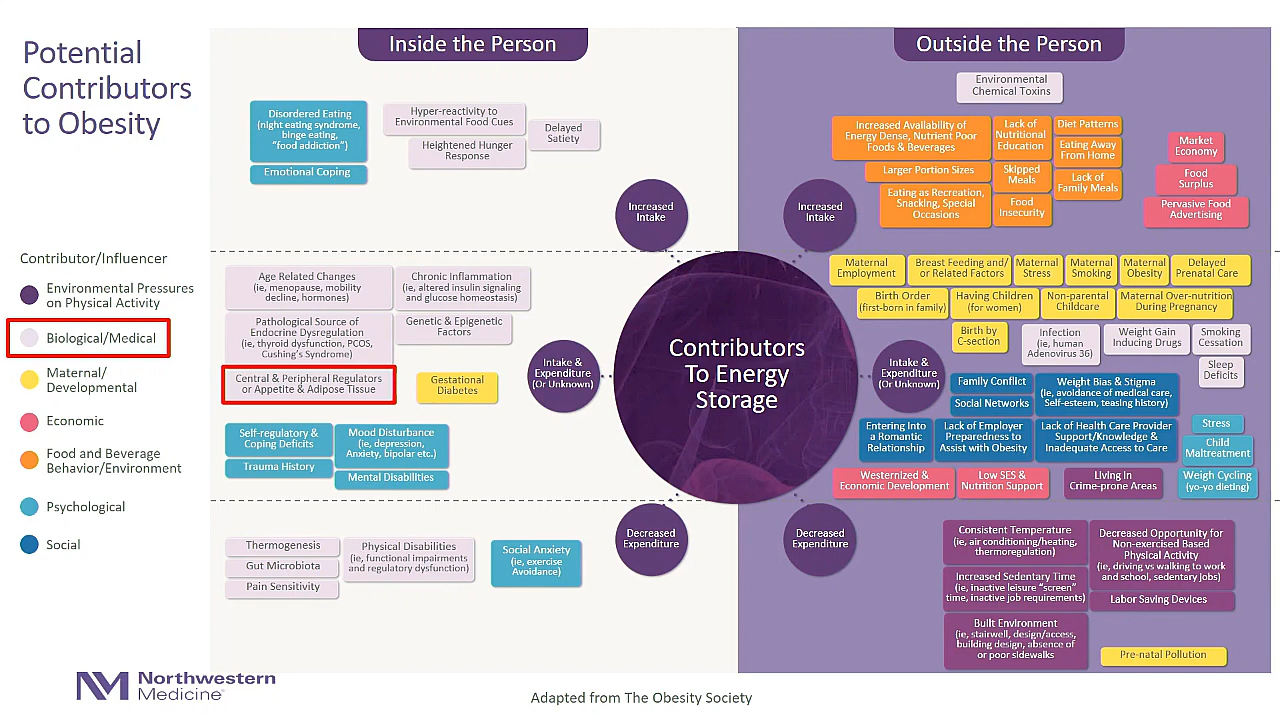 Potential
Contributors
to Obesity
Inside the Person
Outside the Person
Disordered Eating
(night eating syndrome,
binge eating,
"food addiction")
Emotional Coping
Hyper-reactivity to
Environmental Food Cues
Heightened Hunger
Response
Delayed
Satiety
Increased
Intake
Increased
Intake
Environmental
Chemical Toxins
Increased Availability of
Energy Dense, Nutrient Poor
Foods & Beverages
Larger Portion Sizes
Eating as Recreation,
Snacking, Special
Occasions
Lack of
Nutritional
Education
Skipped
Meals
Food
Insecurity
Diet Patterns
Eating Away
From Home
Lack of
Family Meals
Market
Economy
Food
Surplus
Pervasive Food
Advertising
Contributor/Influencer
Environmental Pressures
on Physical Activity
Biological/Medical
Maternal/
Developmental
Economic
Food and Beverage
Behavior/Environment
Psychological
Social
Age Related Changes
(ie, menopause, mobility
decline, hormones)
Chronic Inflammation
(ie, altered insulin signaling
and glucose homeostasis)
Pathological Source of
Endocrine Dysregulation
(ie, thyroid dysfunction, PCOS,
Cushing's Syndrome)
Genetic & Epigenetic
Factors
Central & Peripheral Regulators
or Appetite & Adipose Tissue
Gestational
Diabetes
Self-regulatory &
Coping Deficits
Trauma History
Mood Disturbance
(ie, depression,
Anxiety, bipolar etc.)
Mental Disabilities
Intake &
Expenditure
(Or Unknown)
Contributors
To Energy
Storage
Intake &
Expenditure
(Or Unknown)
Maternal
Employment
Breast Feeding and/
or Related Factors
Maternal
Stress
Maternal
Smoking
Maternal
Obesity
Delayed
Prenatal Care
Birth Order
(first-born in family)
Having Children
(for women)
Non-parental
Childcare
Maternal Over-nutrition
During Pregnancy
Birth by
C-section
Infection
(ie, human
Adenovirus 36)
Weight Gain
Inducing Drugs
Smoking
Cessation
Sleep
Deficits
Family Conflict
Social Networks
Weight Bias & Stigma
(ie, avoidance of medical care,
Self-esteem, teasing history)
Entering Into
a Romantic
Relationship
Lack of Employer
Preparedness to
Assist with Obesity
Lack of Health Care Provider
Support/Knowledge &
Inadequate Access to Care
Stress
Child
Maltreatment
Weigh Cycling
(yo-yo dieting)
Westernized &
Economic Development
Low SES &
Nutrition Support
Living in
Crime-prone Areas
Thermogenesis
Gut Microbiota
Pain Sensitivity
Physical Disabilities
(ie, functional impairments
and regulatory dysfunction)
Social Anxiety
(ie, exercise
Avoidance)
Decreased
Expenditure
Decreased
Expenditure
Consistent Temperature
(ie, air conditioning/heating,
thermoregulation)
Increased Sedentary Time
(ie, inactive leisure "screen"
time, inactive job requirements)
Built Environment
(ie, stairwell, design/access,
building design, absence of
or poor sidewalks
Decreased Opportunity for
Non-exercised Based
Physical Activity
(ie, driving vs walking to work
and school, sedentary jobs)
Labor Saving Devices
Pre-natal Pollution
Northwestern
Medicine®
Adapted from The Obesity Society